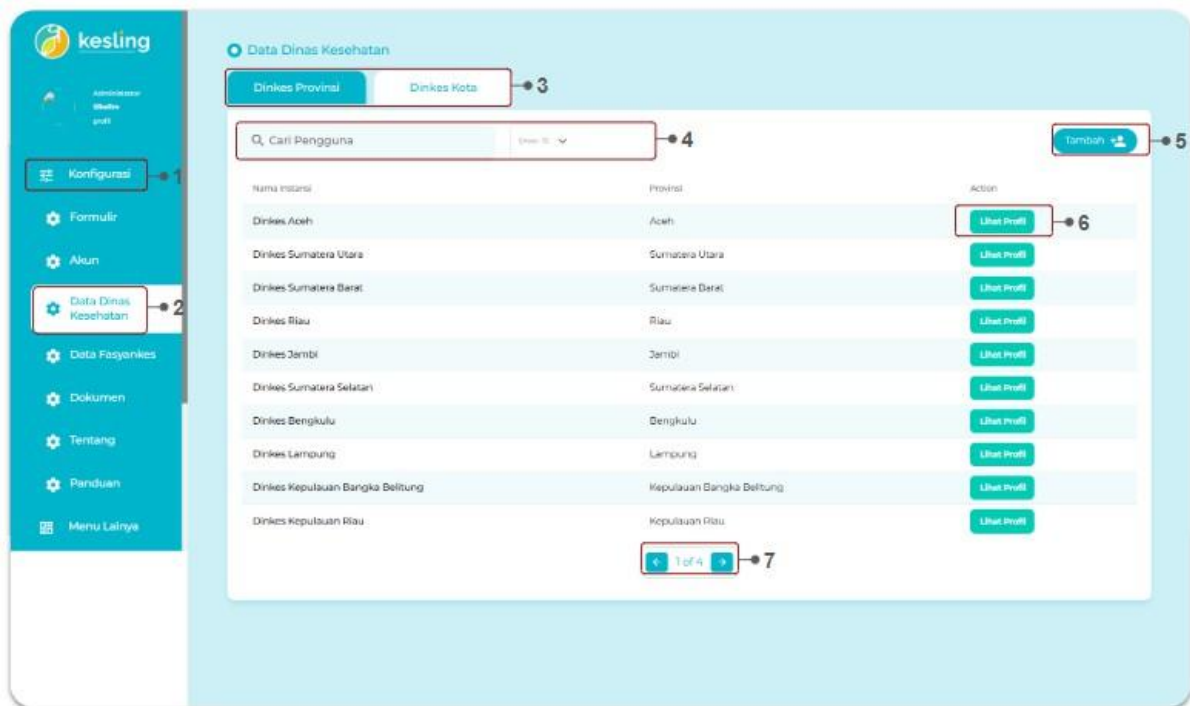 kesling
Administrator
profil
Konfigurasi
1
Formulir
Akun
Data Dinas
Kesehatan
2
Data Fasyankes
Dokumen
Tentang
Panduan
Menu Lainya
Data Dinas Kesehatan
Dinkes Provinsi Dinkes Kota 3
Cari Pengguna 4
Tambah 5
Nama Instansi Provinsi Action
Dinkes Aceh Aceh Lihat Profil 6
Dinkes Sumatera Utara Sumatera Utara Lihat Profil
Dinkes Sumatera Barat Sumatera Barat Lihat Profil
Dinkes Riau Riau Lihat Profil
Dinkes Jambi Jambi Lihat Profil
Dinkes Sumatera Selatan Sumatera Selatan Lihat Profil
Dinkes Bengkulu Bengkulu Lihat Profil
Dinkes Lampung Lampung Lihat Profil
Dinkes Kepulauan Bangka Belitung Kepulauan Bangka Belitung Lihat Profil
Dinkes Kepulauan Riau Kepulauan Riau Lihat Profil
1 of 4 7